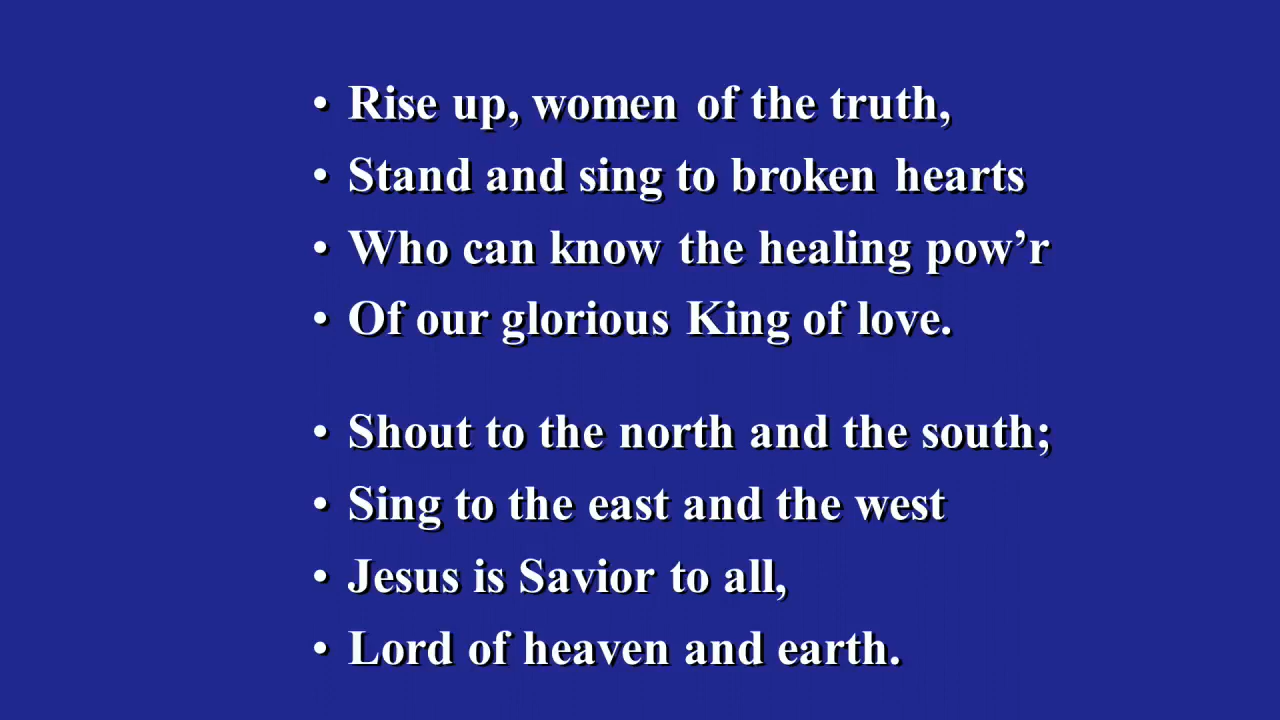 • Rise up, women of the truth,
• Stand and sing to broken hearts
• Who can know the healing pow’r
• Of our glorious King of love.
• Shout to the north and the south;
• Sing to the east and the west
• Jesus is Savior to all,
• Lord of heaven and earth.